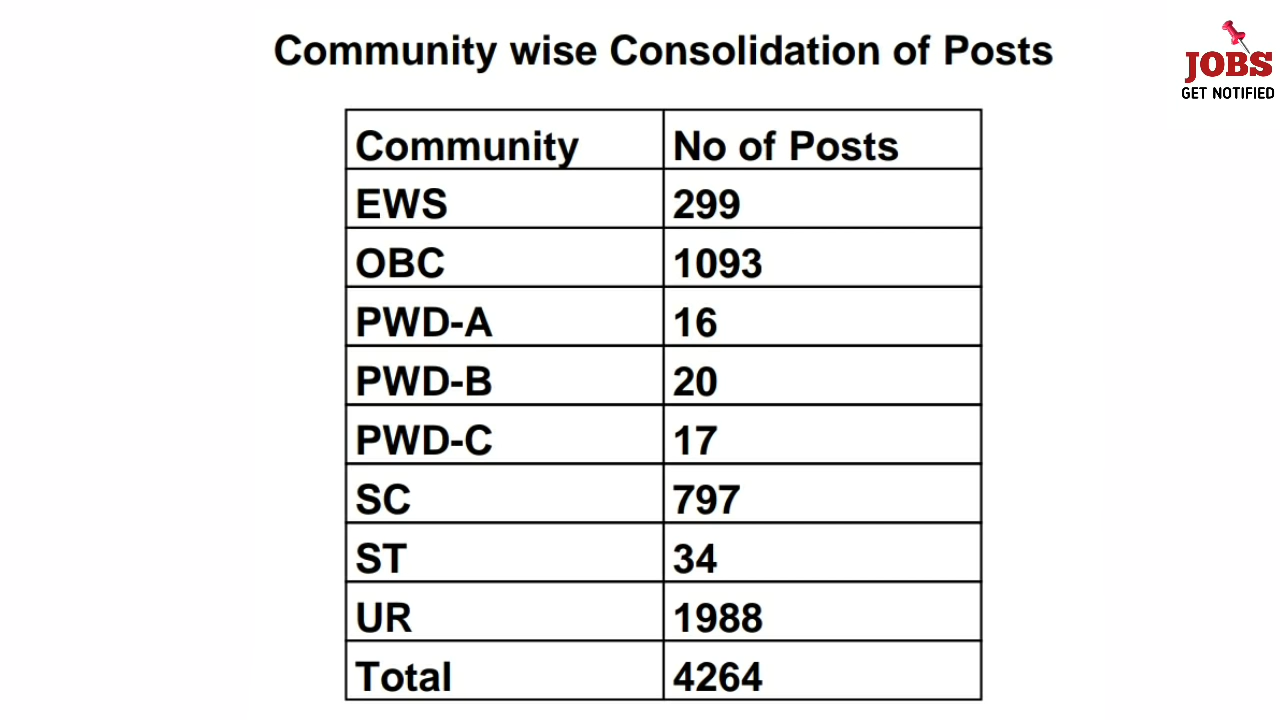 Community wise Consolidation of Posts
JOBS
GET NOTIFIED
Community No of Posts
EWS 299
OBC 1093
PWD-A 16
PWD-B 20
PWD-C 17
SC 797
ST 34
UR 1988
Total 4264